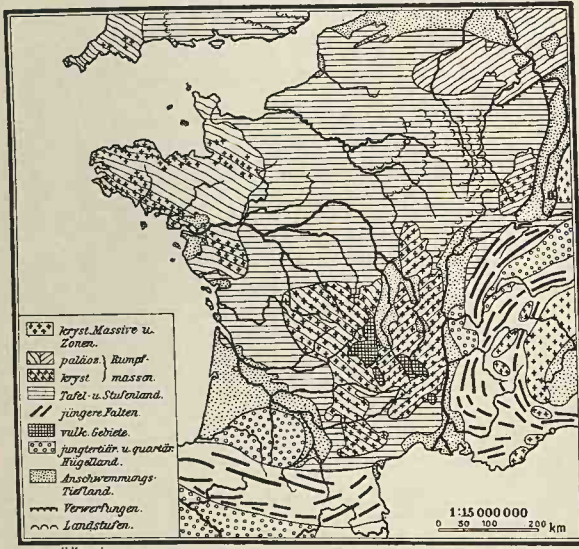 kryst. Massive u.
Zonen.
paläoz. } Rumpf-
kryst } massen.
Tafel- u. Stufenland.
jüngere Falten
vulk. Gebiete.
jungtertiär. u. quartär.
Hügelland.
Anschwemmungs-
Tiefland.
Verwerfungen.
Landstufen.
1:15 000 000
0 50 100 200 km